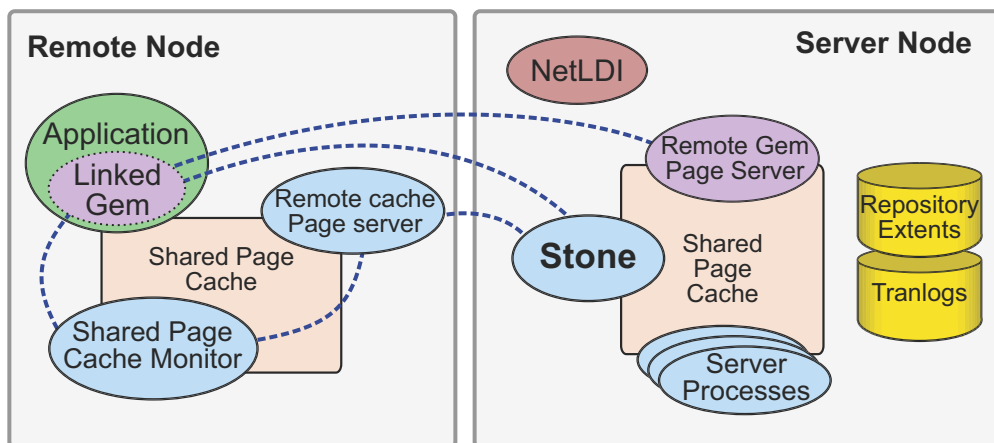 Remote Node
Application
Linked
Gem
Remote cache
Page server
Shared Page
Cache
Shared Page
Cache Monitor
Server Node
NetLDI
Remote Gem
Page Server
Stone
Shared
Page
Cache
Server
Processes
Repository
Extents
Tranlogs